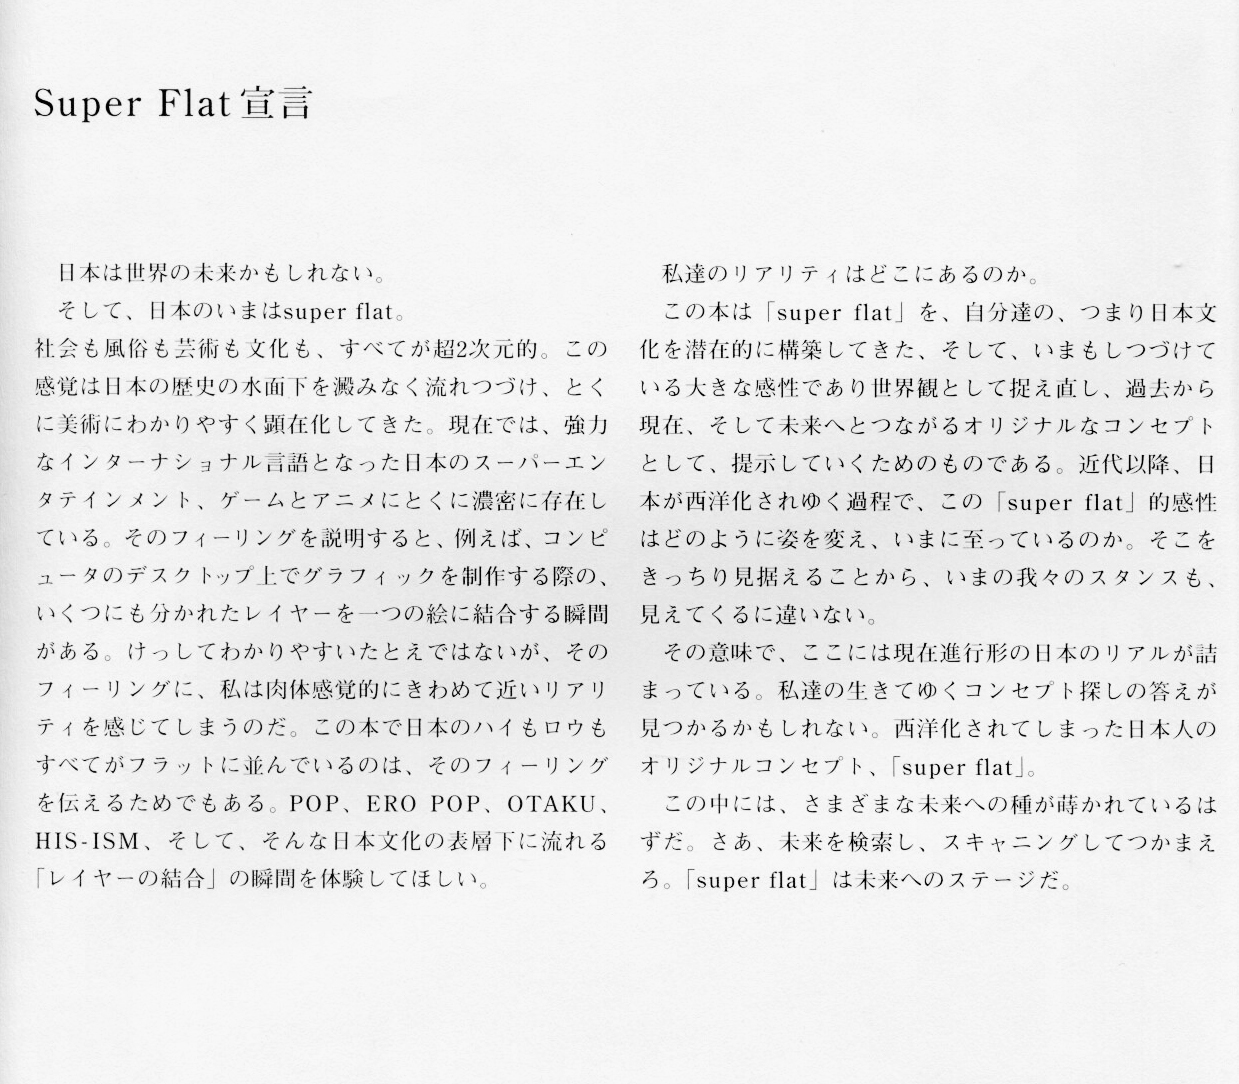 Super Flat宣言
日本は世界の未来かもしれない。
そして、日本のいまはsuper flat。
社会も風俗も芸術も文化も、すべてが超2次元的。この
感覚は日本の歴史の水面下を澱みなく流れつづけ、とく
に美術にわかりやすく顕在化してきた。現在では、強力
なインターナショナル言語となった日本のスーパーエン
タテインメント、ゲームとアニメにとくに濃密に存在し
ている。そのフィーリングを説明すると、例えば、コンピ
ュータのデスクトップ上でグラフィックを制作する際の、
いくつにも分かれたレイヤーを一つの絵に結合する瞬間
がある。けっしてわかりやすいたとえではないが、その
フィーリングに、私は肉体感覚的にきわめて近いリアリ
ティを感じてしまうのだ。この本で日本のハイもロウも
すべてがフラットに並んでいるのは、そのフィーリング
を伝えるためでもある。POP、ERO POP、OTAKU、
HIS-ISM、そして、そんな日本文化の表層下に流れる
「レイヤーの結合」の瞬間を体験してほしい。
私達のリアリティはどこにあるのか。
この本は「super flat」を、自分達の、つまり日本文
化を潜在的に構築してきた、そして、いまもしつづけて
いる大きな感性であり世界観として捉え直し、過去から
現在、そして未来へとつながるオリジナルなコンセプト
として、提示していくためのものである。近代以降、日
本が西洋化されゆく過程で、この「super flat」的感性
はどのように姿を変え、いまに至っているのか。そこを
きっちり見据えることから、いまの我々のスタンスも、
見えてくるに違いない。
その意味で、ここには現在進行形の日本のリアルが詰
まっている。私達の生きてゆくコンセプト探しの答えが
見つかるかもしれない。西洋化されてしまった日本人の
オリジナルコンセプト、「super flat」。
この中には、さまざまな未来への種が蒔かれているは
ずだ。さあ、未来を検索し、スキャニングしてつかまえ
ろ。「super flat」は未来へのステージだ。